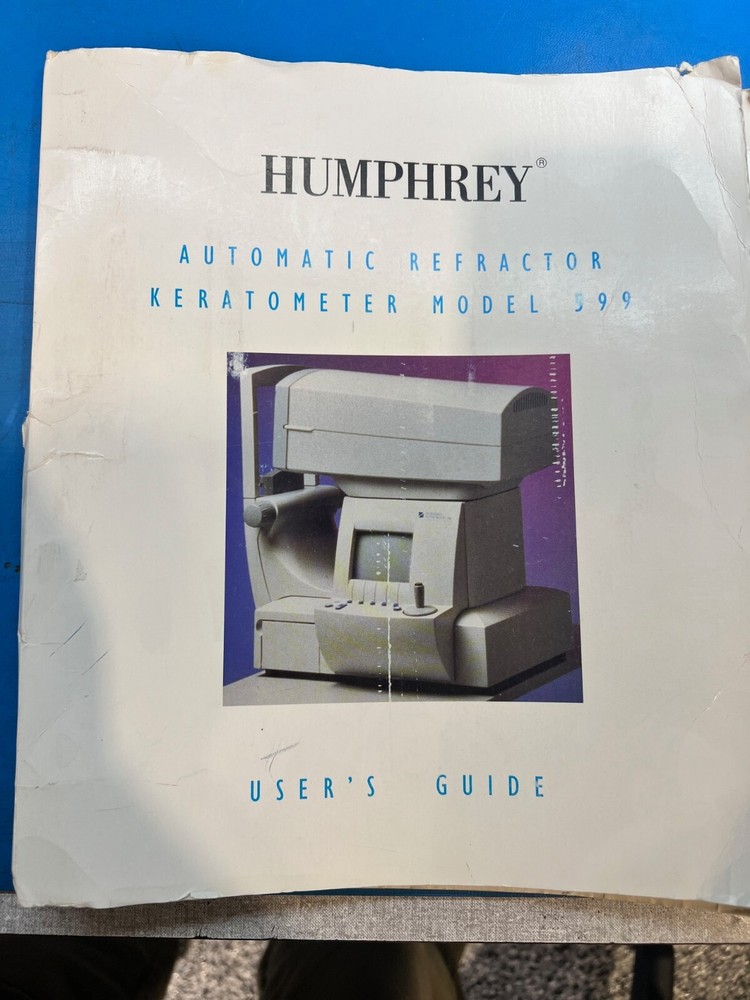 HUMPHREY®
AUTOMATIC REFRACTOR
KERATOMETER MODEL 599
USER'S GUIDE